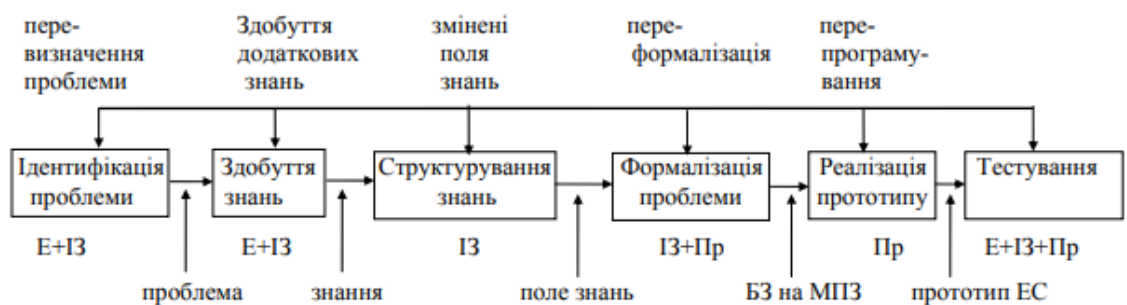 пере-
визначення
проблеми
Здобуття
додаткових
знань
змінені
поля
знань
пере-
формалізація
пере-
програму-
вання
Ідентифікація
проблеми
Здобуття
знань
Структурування
знань
Формалізація
проблеми
Реалізація
прототипу
Тестування
Е+ІЗ
Е+ІЗ
ІЗ
ІЗ+Пр
Пр
Е+ІЗ+Пр
проблема
знання
поле знань
БЗ на МПЗ
прототип ЕС